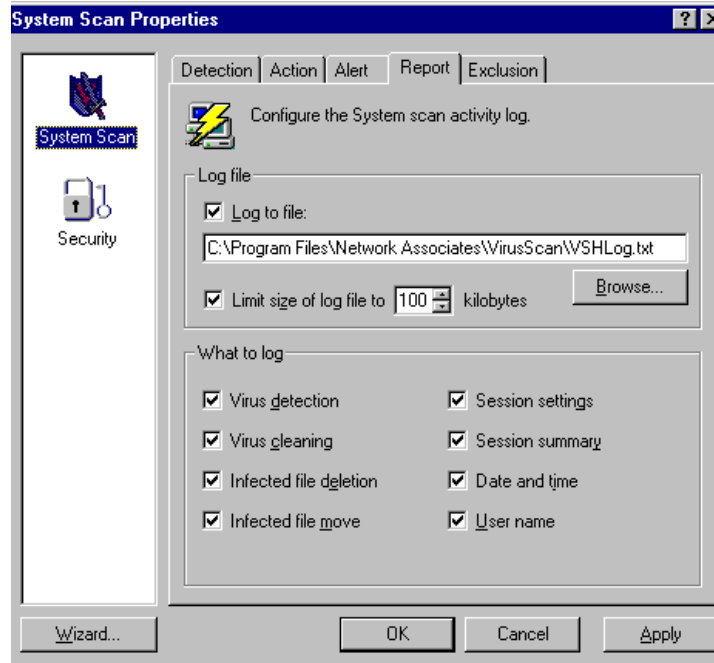 System Scan Properties
System Scan
Security
Detection Action Alert Report Exclusion
Configure the System scan activity log.
Log file
Log to file:
C:\Program Files\Network Associates\VirusScan\VSHLog.txt
Limit size of log file to 100 kilobytes
Browse...
What to log
Virus detection
Session settings
Virus cleaning
Session summary
Infected file deletion
Date and time
Infected file move
User name
Wizard...
OK
Cancel
Apply